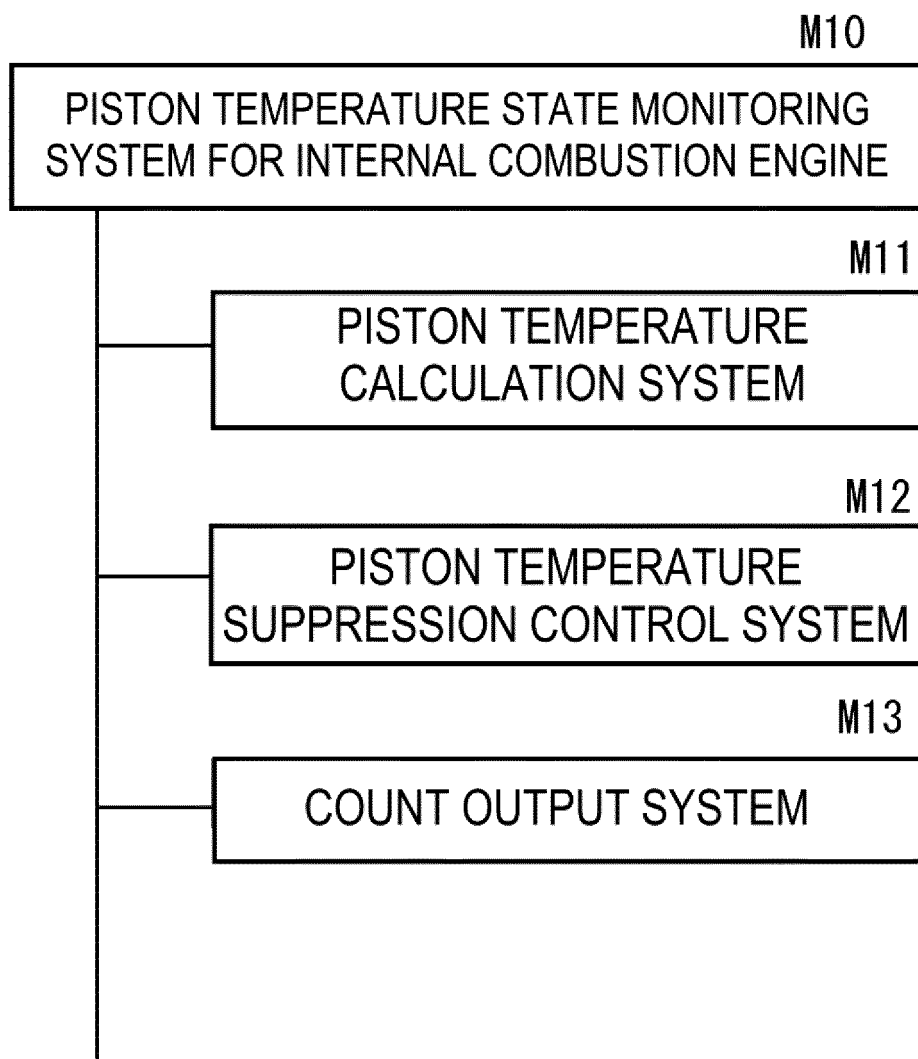 M10
PISTON TEMPERATURE STATE MONITORING
SYSTEM FOR INTERNAL COMBUSTION ENGINE
M11
PISTON TEMPERATURE
CALCULATION SYSTEM
M12
PISTON TEMPERATURE
SUPPRESSION CONTROL SYSTEM
M13
COUNT OUTPUT SYSTEM